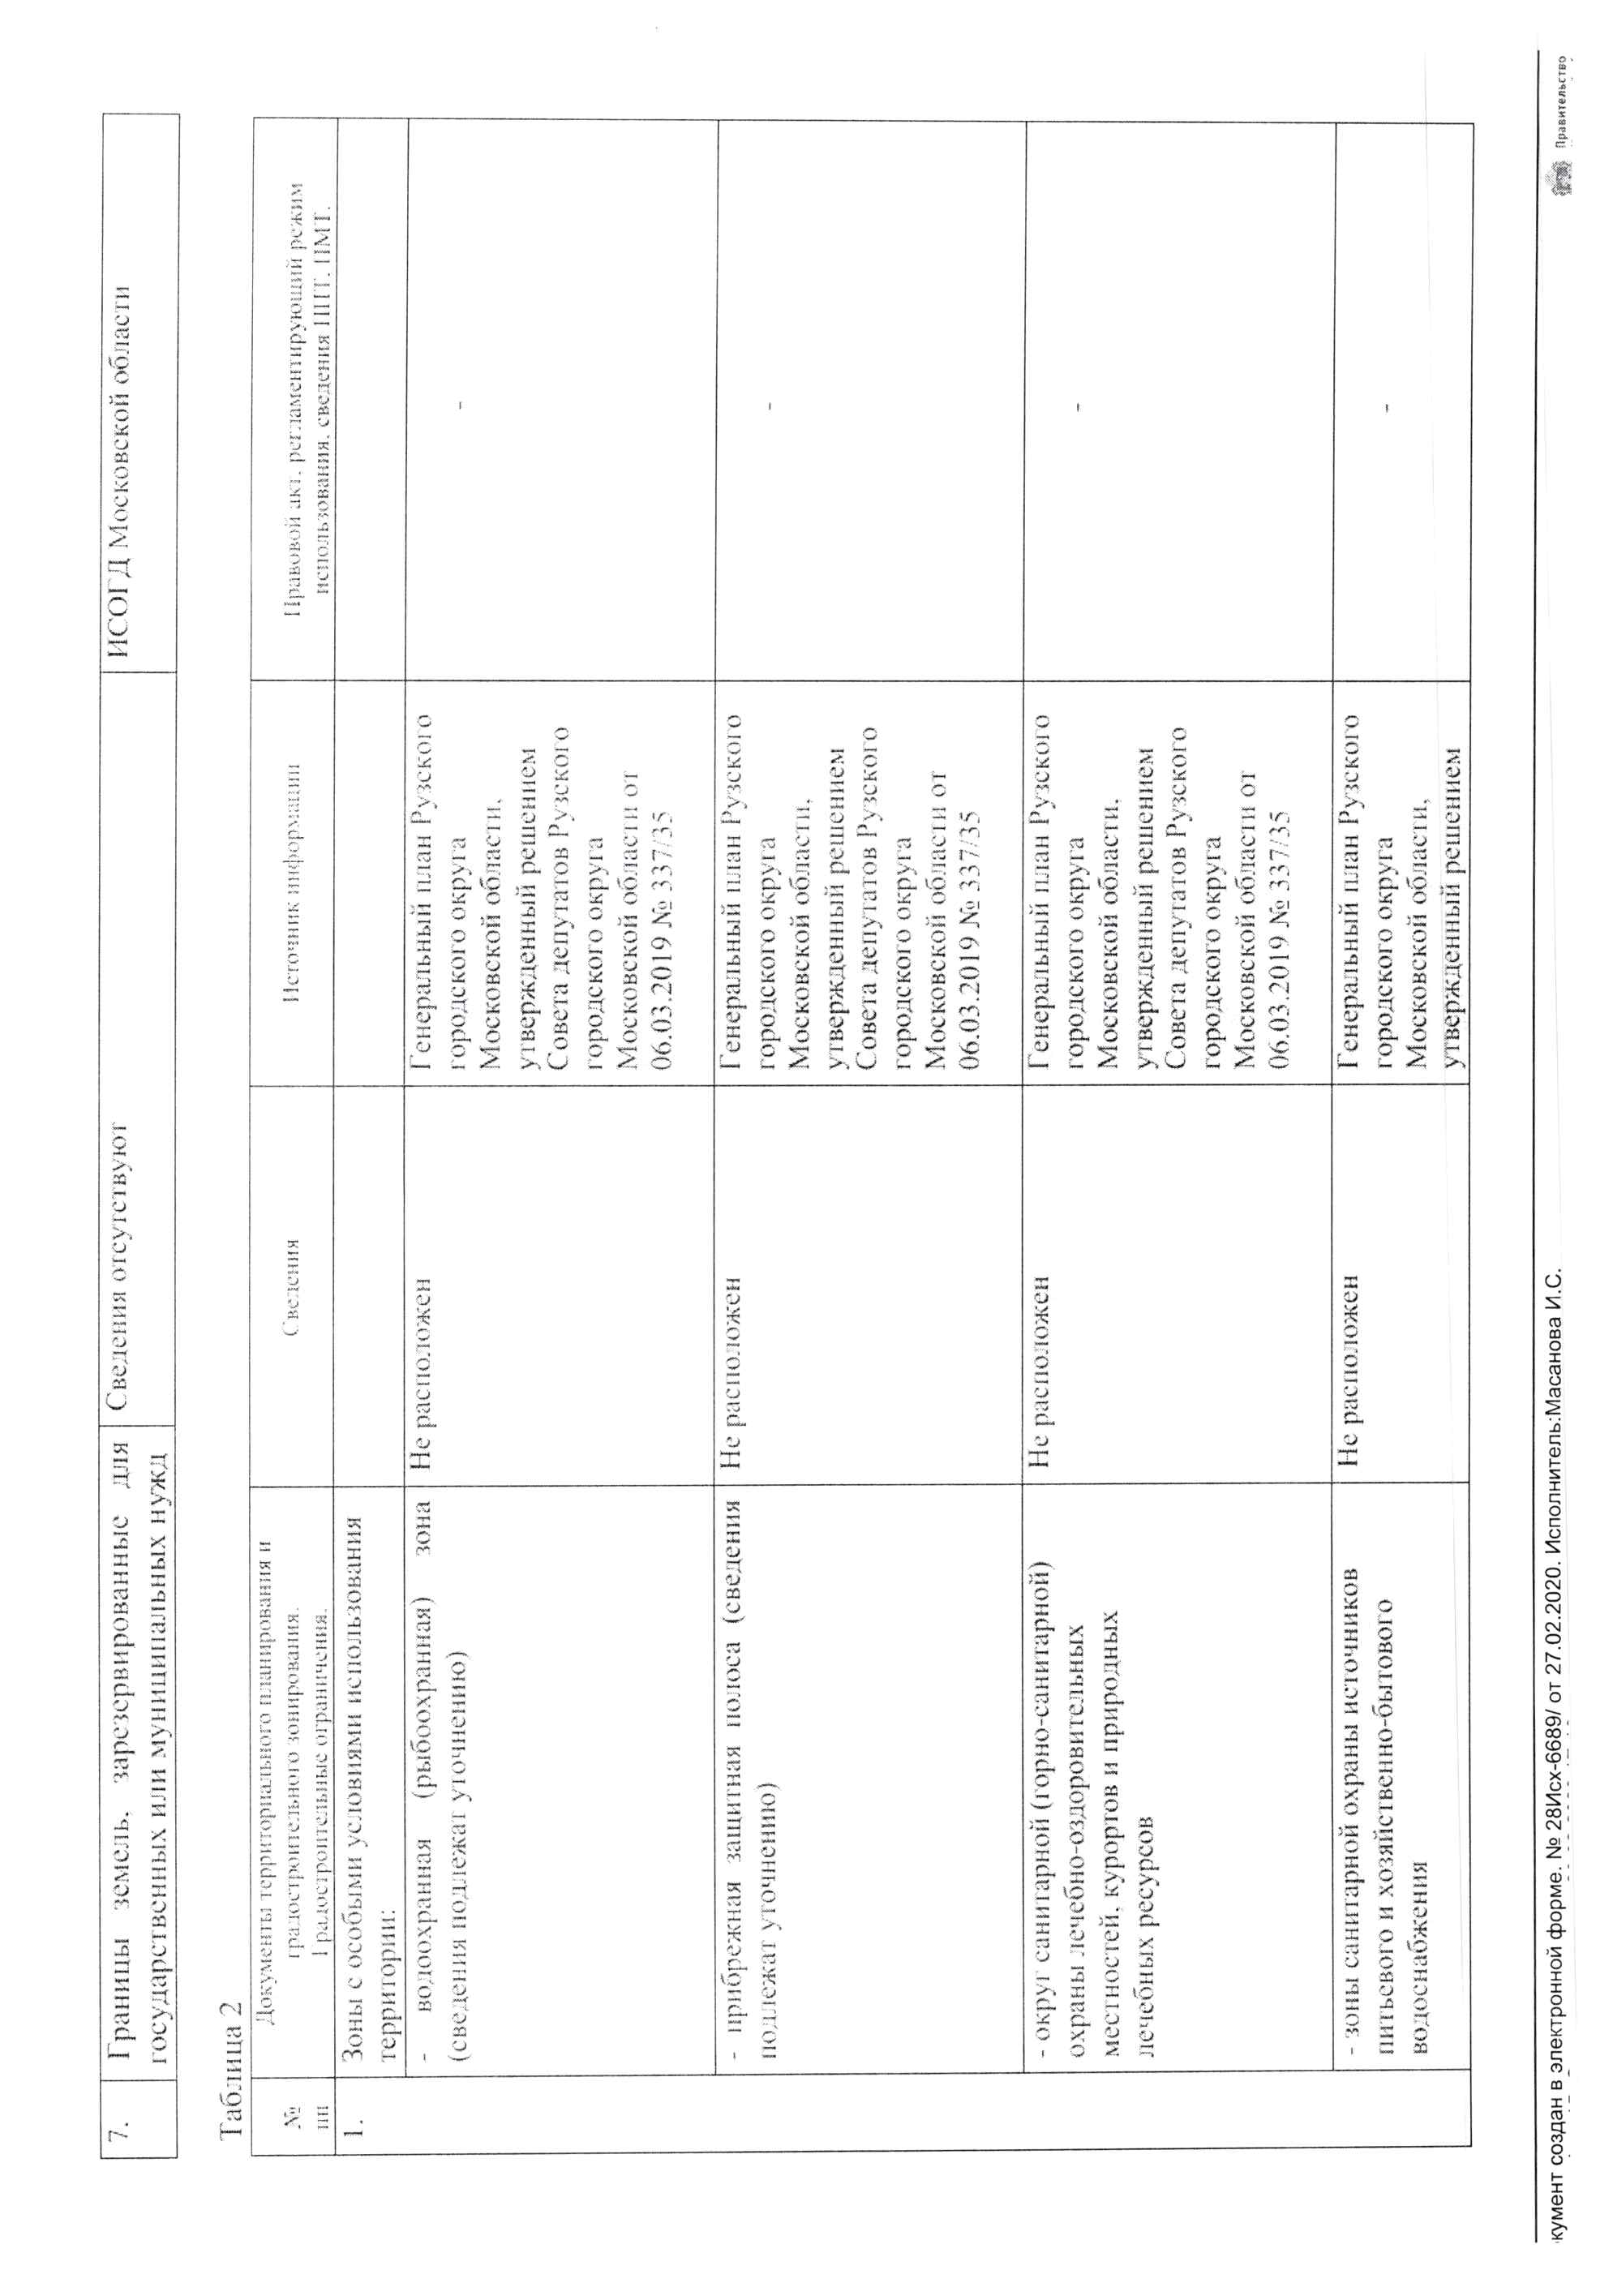 7.
Границы земель, зарезервированные для
государственных или муниципальных нужд
Сведения отсутствуют
ИСОГД Московской области
Таблица 2
№
пп
Документы территориального планирования и
градостроительного зонирования.
Градостроительные ограничения.
Сведения
Источник информации
Правовой акт, регламентирующий режим
использования, сведения ППТ, ПМТ.
1.
Зоны с особыми условиями использования
территории:
- водоохранная (рыбоохранная) зона
(сведения подлежат уточнению)
Не расположен
Генеральный план Рузского
городского округа
Московской области,
утвержденный решением
Совета депутатов Рузского
городского округа
Московской области от
06.03.2019 № 337/35
-
- прибрежная защитная полоса (сведения
подлежат уточнению)
Не расположен
Генеральный план Рузского
городского округа
Московской области,
утвержденный решением
Совета депутатов Рузского
городского округа
Московской области от
06.03.2019 № 337/35
-
- округ санитарной (горно-санитарной)
охраны лечебно-оздоровительных
местностей, курортов и природных
лечебных ресурсов
Не расположен
Генеральный план Рузского
городского округа
Московской области,
утвержденный решением
Совета депутатов Рузского
городского округа
Московской области от
06.03.2019 № 337/35
-
- зоны санитарной охраны источников
питьевого и хозяйственно-бытового
водоснабжения
Не расположен
Генеральный план Рузского
городского округа
Московской области,
утвержденный решением
-
кумент создан в электронной форме. № 28Исх-6689/ от 27.02.2020. Исполнитель:Масанова И.С.
Правительство